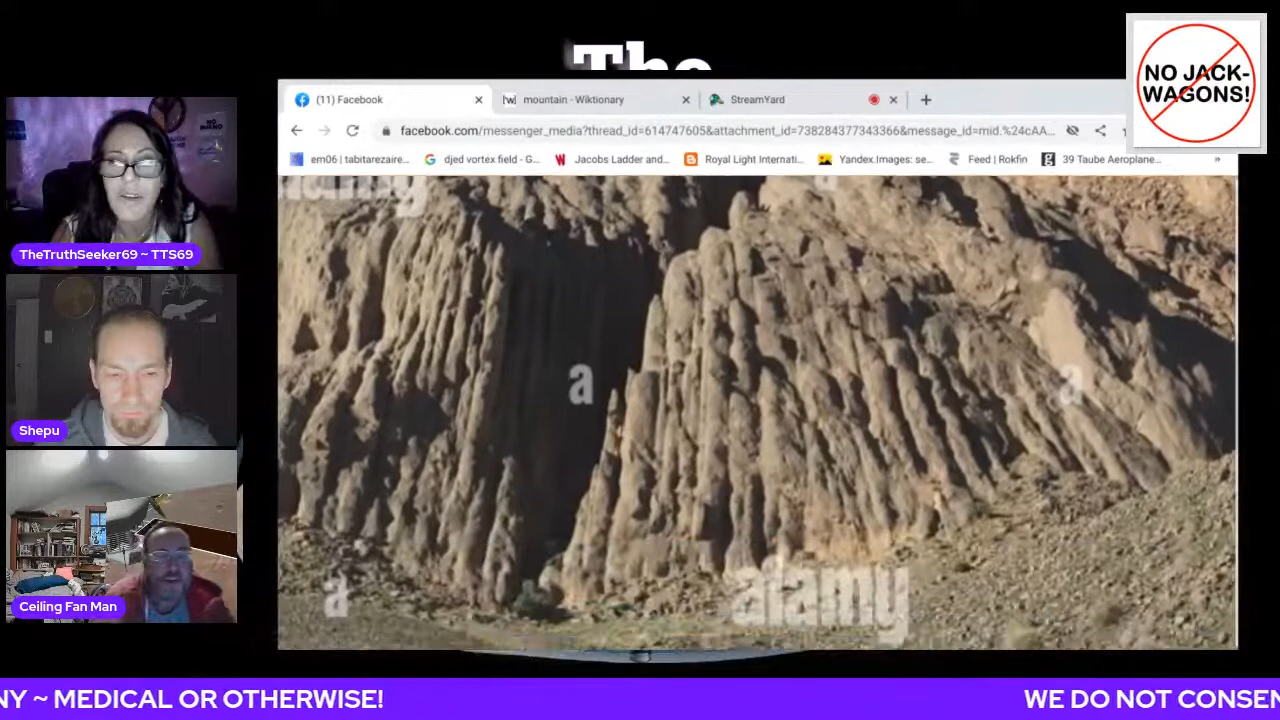 The
NO JACK-
WAGONS!
(11) Facebook
mountain - Wiktionary
StreamYard
facebook.com/messenger_media?thread_id=614747605&attachment_id=738284377343366&message_id=mid.%24cAA...
em06 | tabitarezaire...
djed vortex field - G...
Jacobs Ladder and...
Royal Light Internati...
Yandex.Images: se...
Feed | Rokfin
39 Taube Aeroplane...
»
TheTruthSeeker69 ~ TTS69
Shepu
Ceiling Fan Man
alamy
a
a
a
a
alamy
NY ~ MEDICAL OR OTHERWISE!
WE DO NOT CONSEN